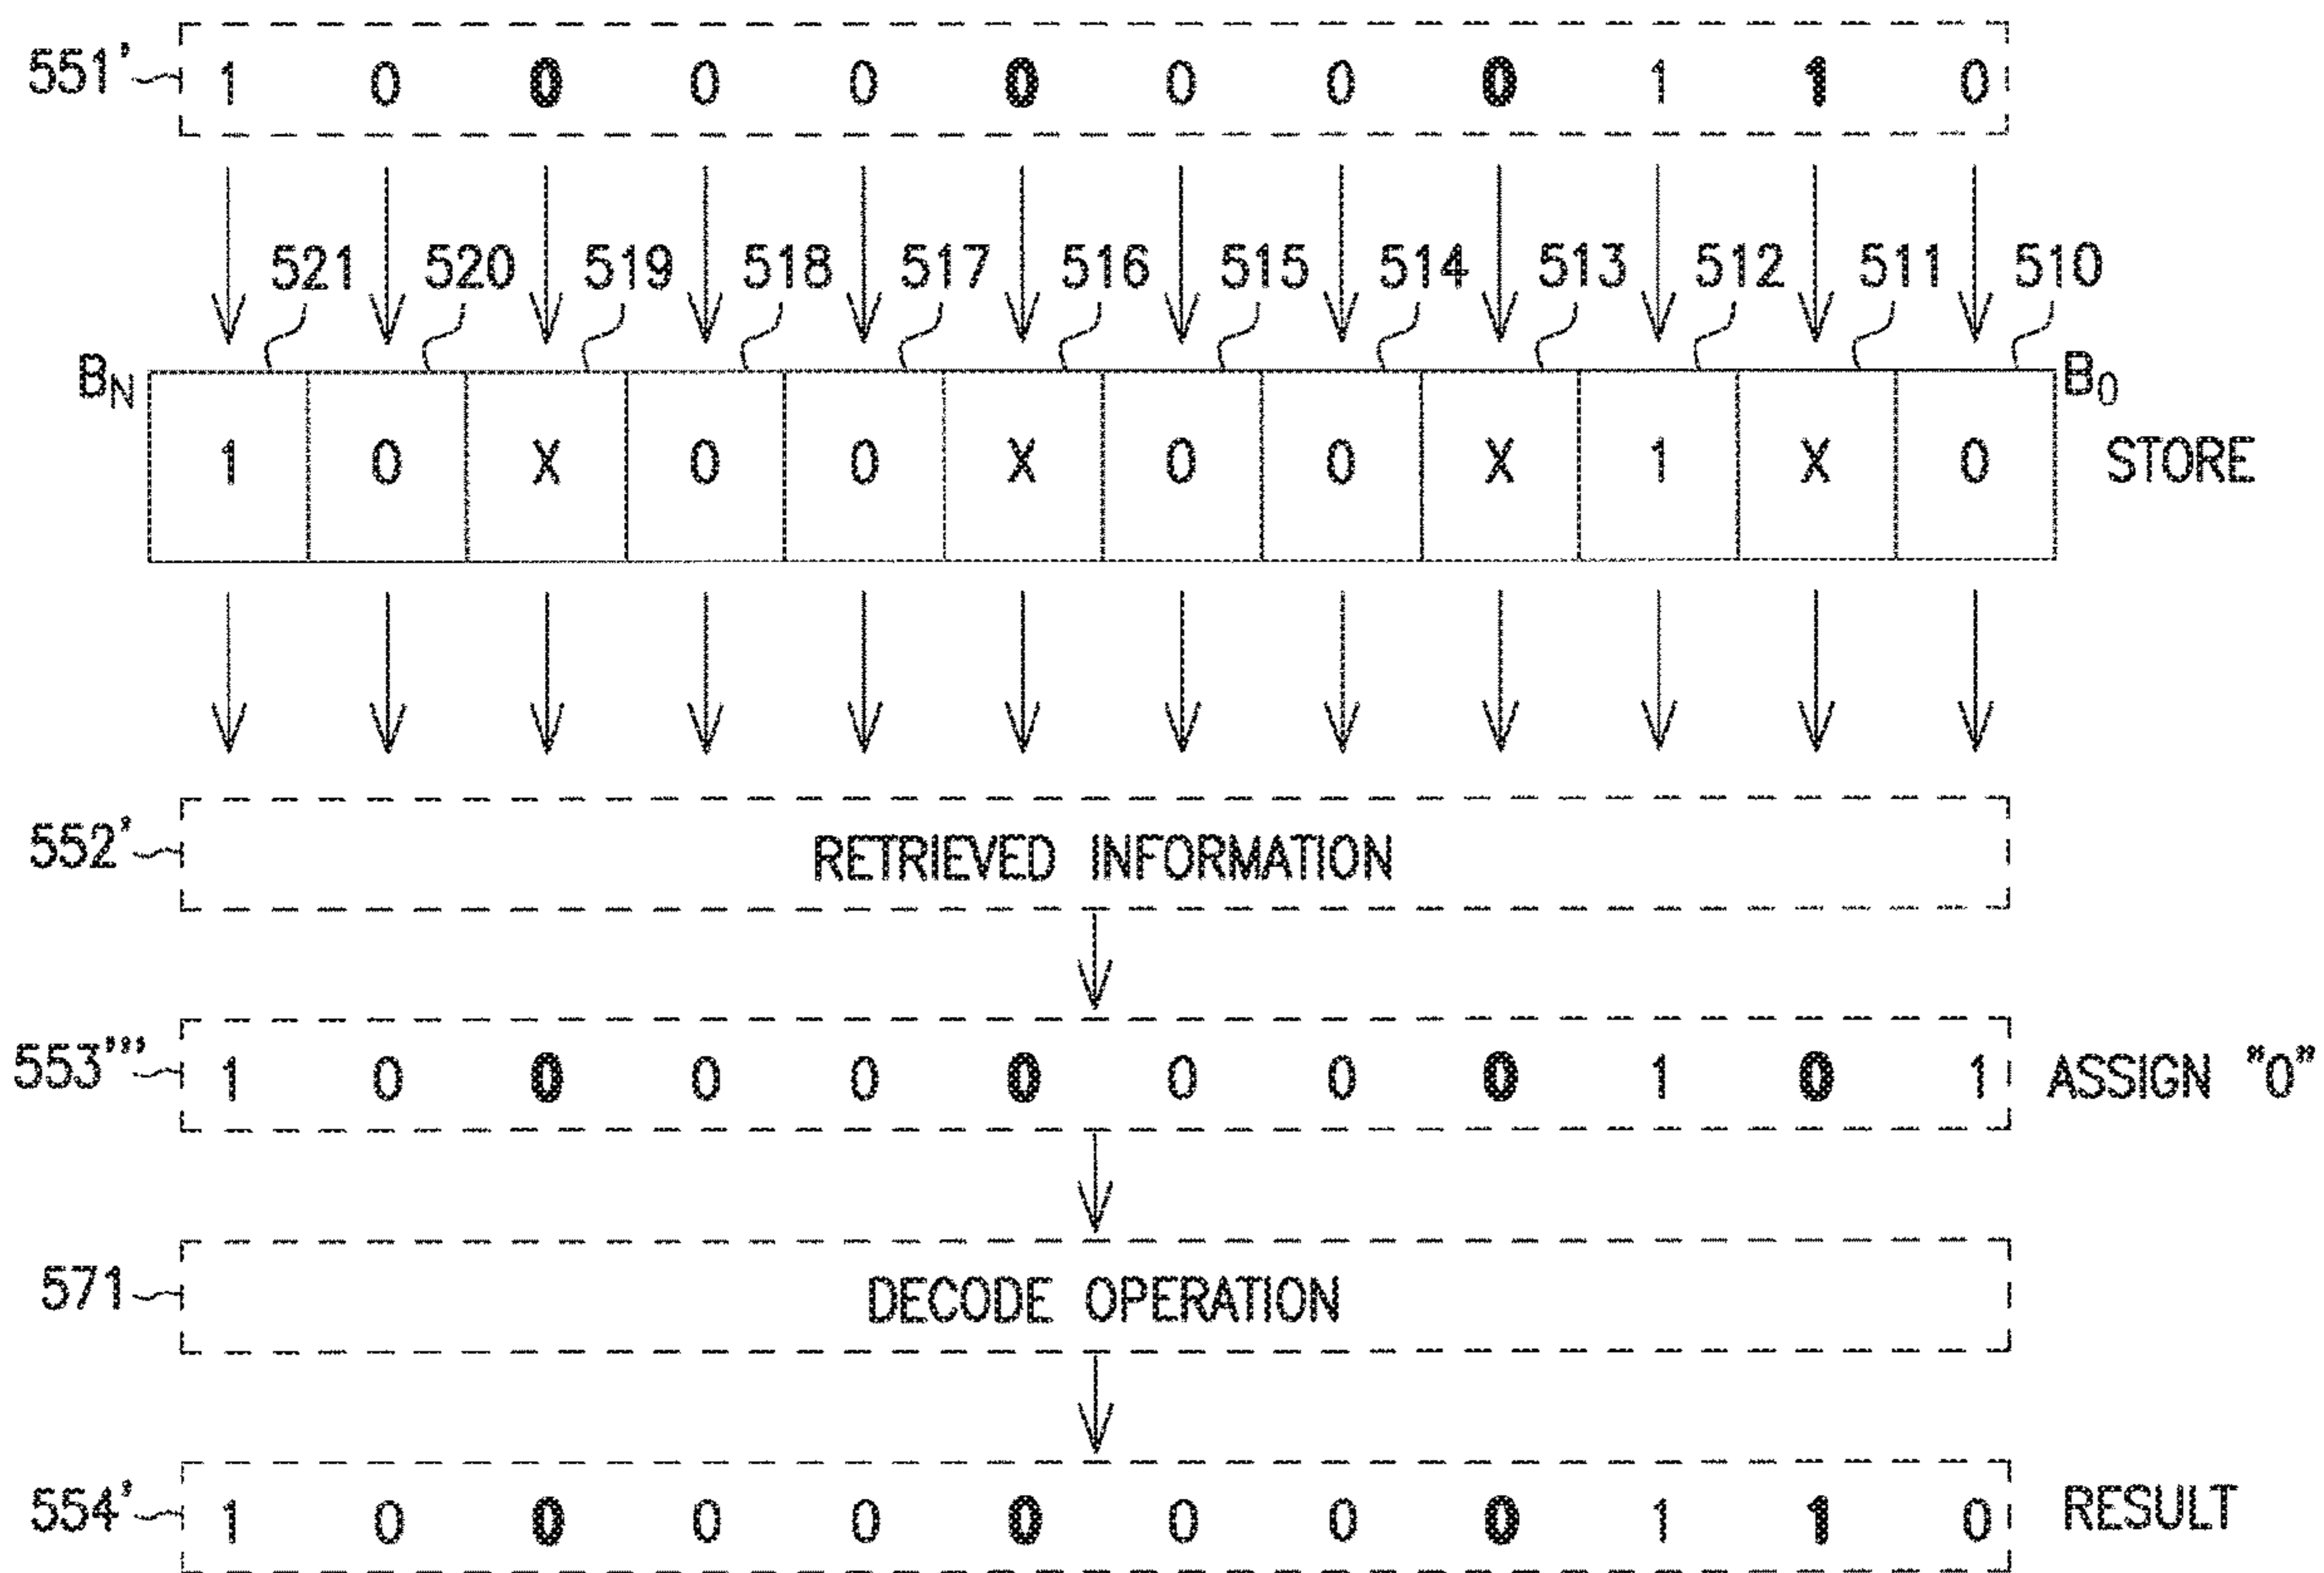 551' 1 0 0 0 0 0 0 0 0 1 1 0
521 520 519 518 517 516 515 514 513 512 511 510
BN B0
1 0 X 0 0 X 0 0 X 1 X 0 STORE
552' RETRIEVED INFORMATION
553''' 1 0 0 0 0 0 0 0 0 1 0 1 ASSIGN "0"
571 DECODE OPERATION
554' 1 0 0 0 0 0 0 0 0 1 1 0 RESULT